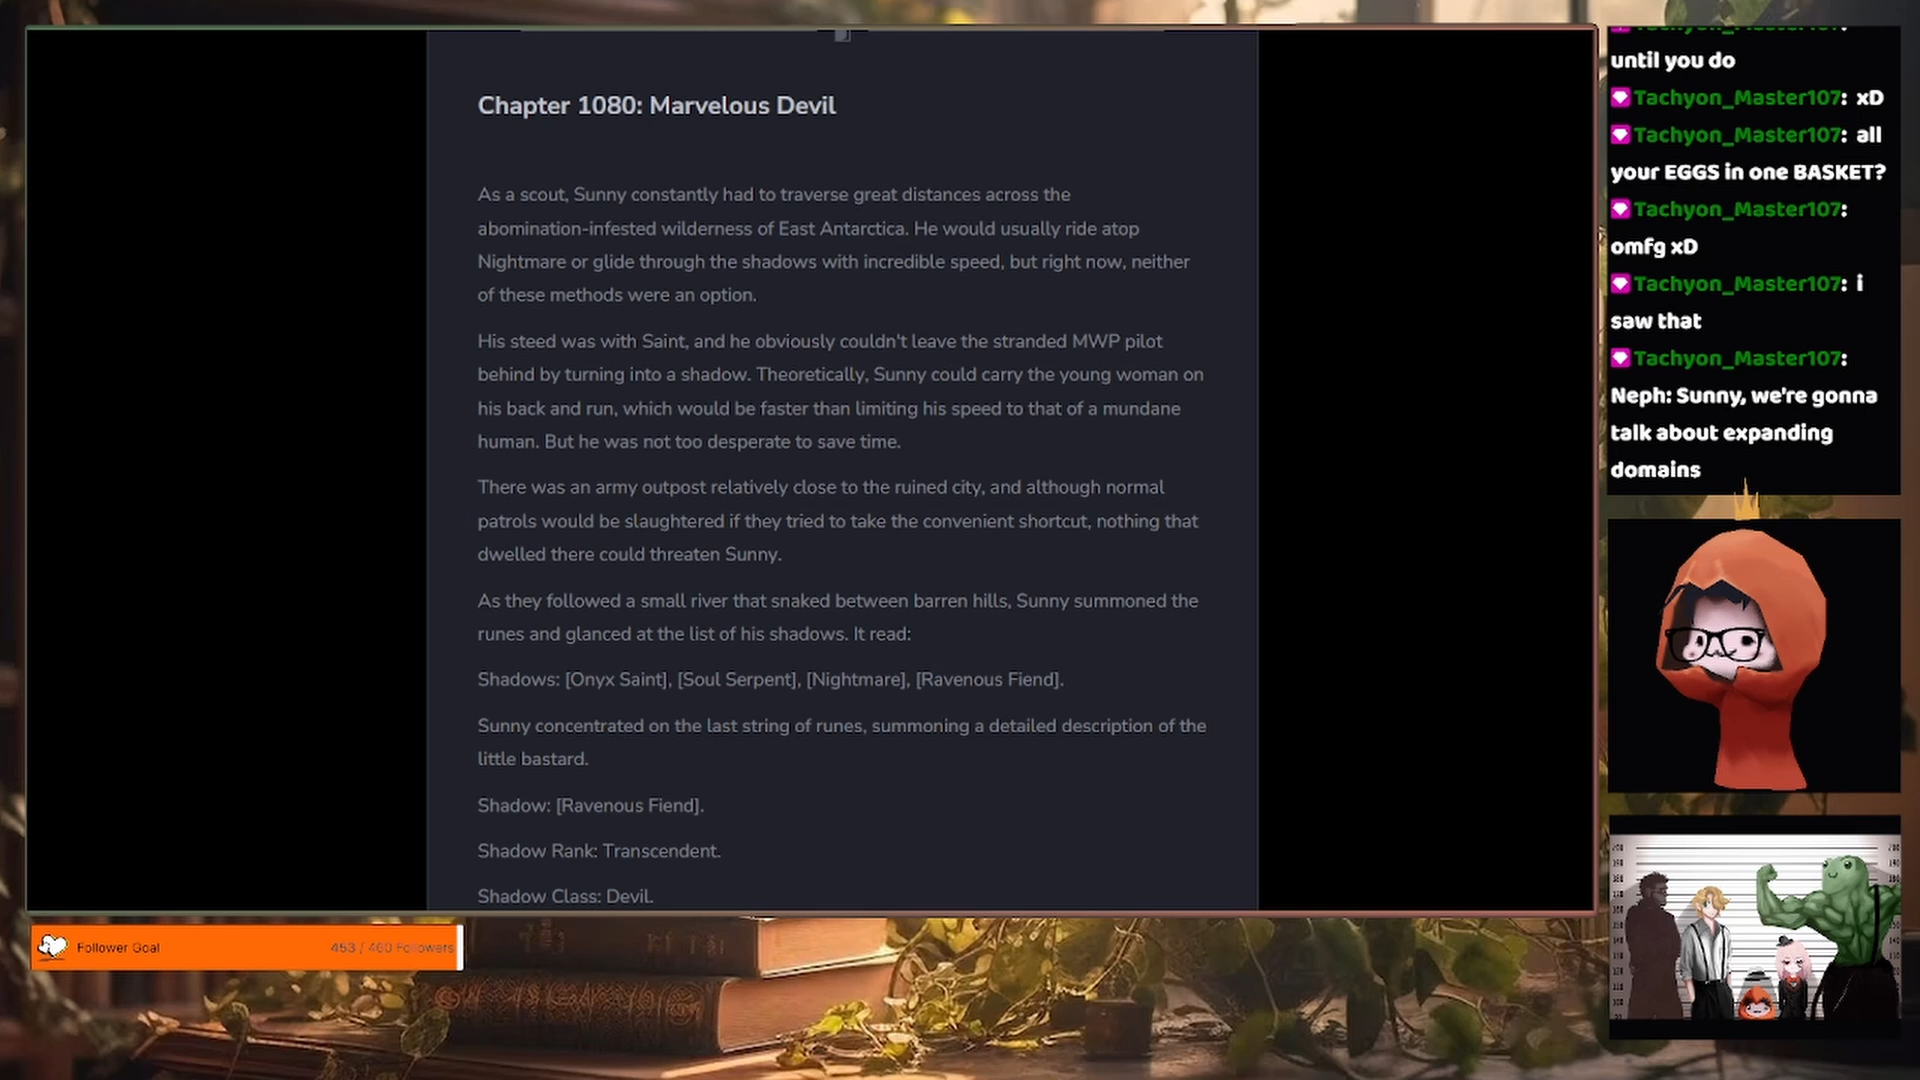 Chapter 1080: Marvelous Devil
As a scout, Sunny constantly had to traverse great distances across the
abomination-infested wilderness of East Antarctica. He would usually ride atop
Nightmare or glide through the shadows with incredible speed, but right now, neither
of these methods were an option.
His steed was with Saint, and he obviously couldn't leave the stranded MWP pilot
behind by turning into a shadow. Theoretically, Sunny could carry the young woman on
his back and run, which would be faster than limiting his speed to that of a mundane
human. But he was not too desperate to save time.
There was an army outpost relatively close to the ruined city, and although normal
patrols would be slaughtered if they tried to take the convenient shortcut, nothing that
dwelled there could threaten Sunny.
As they followed a small river that snaked between barren hills, Sunny summoned the
runes and glanced at the list of his shadows. It read:
Shadows: [Onyx Saint], [Soul Serpent], [Nightmare], [Ravenous Fiend].
Sunny concentrated on the last string of runes, summoning a detailed description of the
little bastard.
Shadow: [Ravenous Fiend].
Shadow Rank: Transcendent.
Shadow Class: Devil.
until you do
Tachyon_Master107: xD
Tachyon_Master107: all
your EGGS in one BASKET?
Tachyon_Master107:
omfg xD
Tachyon_Master107: i
saw that
Tachyon_Master107:
Neph: Sunny, we're gonna
talk about expanding
domains
Follower Goal
453 / 460 Followers